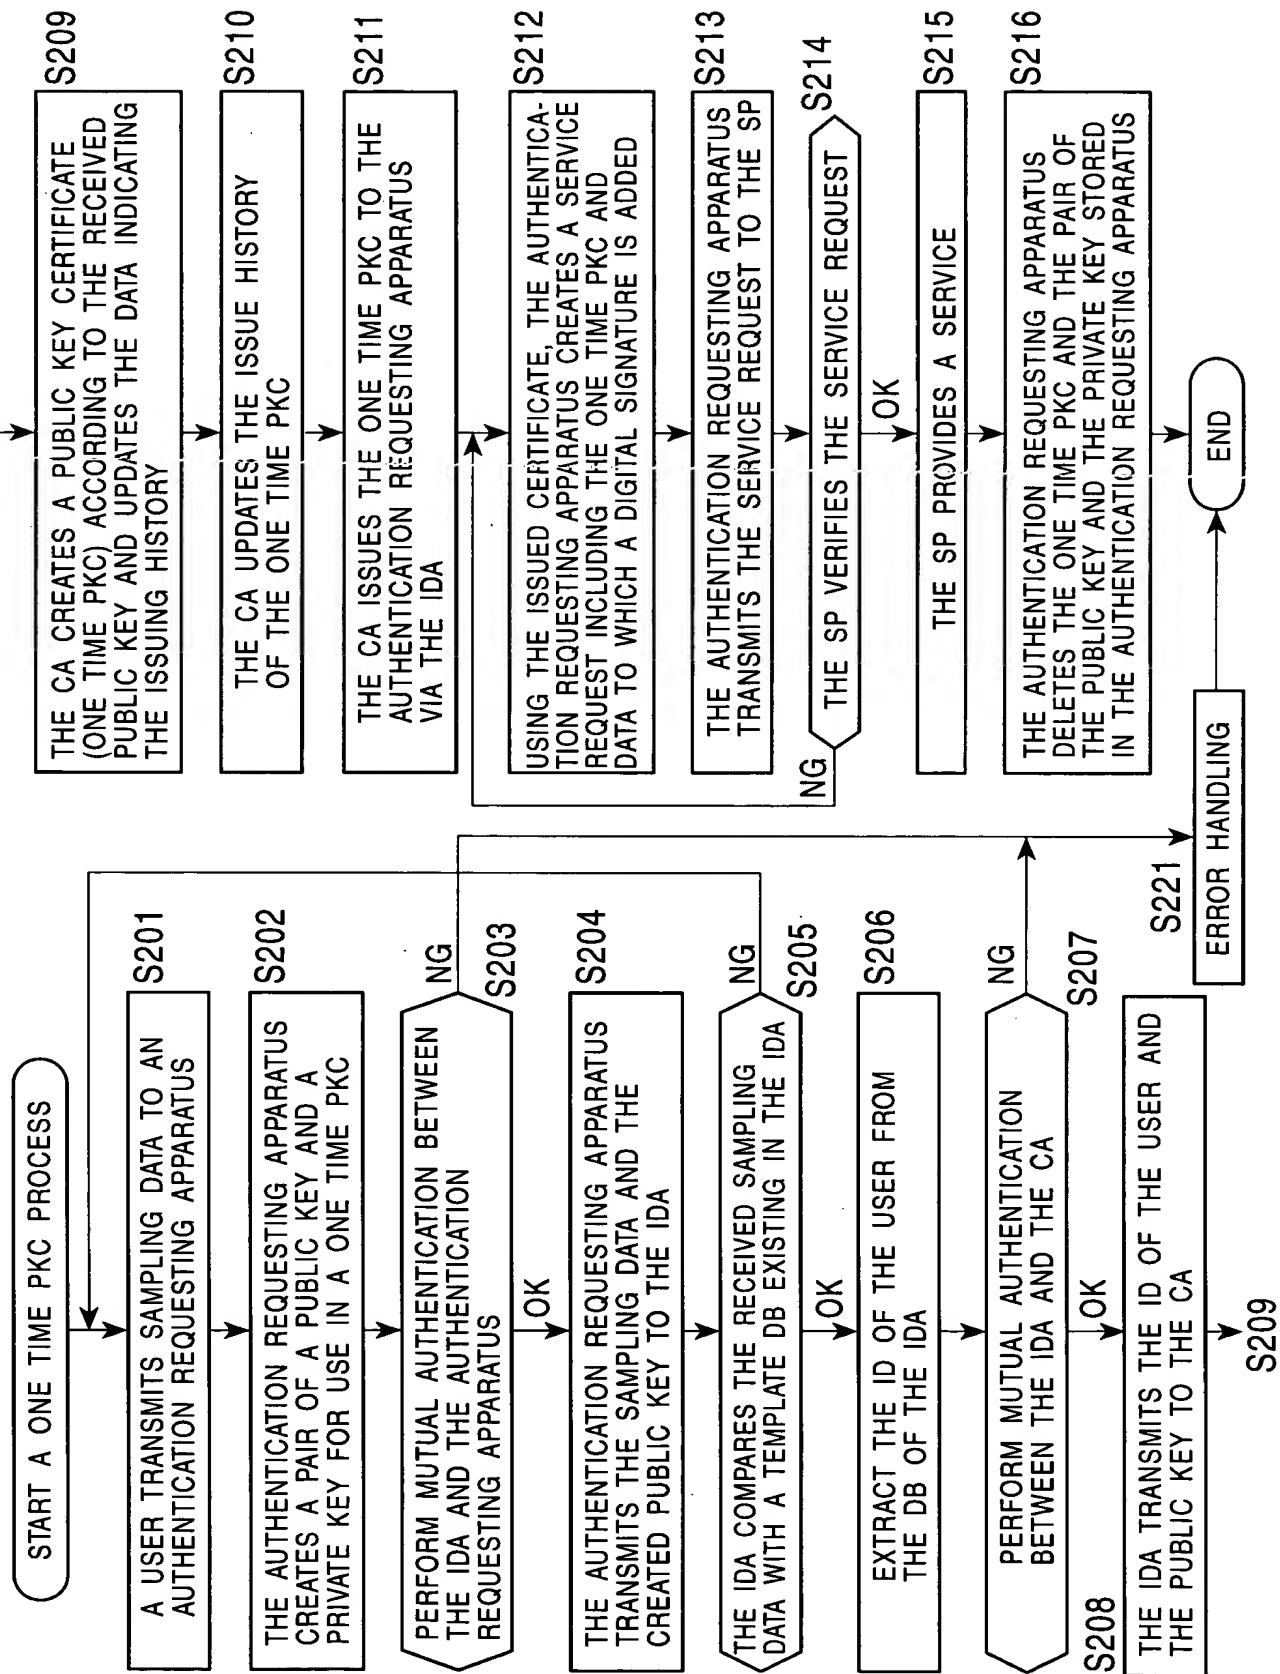 START A ONE TIME PKC PROCESS
A USER TRANSMITS SAMPLING DATA TO AN
AUTHENTICATION REQUESTING APPARATUS
S201
THE AUTHENTICATION REQUESTING APPARATUS
CREATES A PAIR OF A PUBLIC KEY AND A
PRIVATE KEY FOR USE IN A ONE TIME PKC
S202
PERFORM MUTUAL AUTHENTICATION BETWEEN
THE IDA AND THE AUTHENTICATION
REQUESTING APPARATUS
NG
S203
OK
THE AUTHENTICATION REQUESTING APPARATUS
TRANSMITS THE SAMPLING DATA AND THE
CREATED PUBLIC KEY TO THE IDA
S204
THE IDA COMPARES THE RECEIVED SAMPLING
DATA WITH A TEMPLATE DB EXISTING IN THE IDA
NG
S205
OK
EXTRACT THE ID OF THE USER FROM
THE DB OF THE IDA
S206
PERFORM MUTUAL AUTHENTICATION
BETWEEN THE IDA AND THE CA
NG
S207
OK
S208
THE IDA TRANSMITS THE ID OF THE USER AND
THE PUBLIC KEY TO THE CA
S209
THE CA CREATES A PUBLIC KEY CERTIFICATE
(ONE TIME PKC) ACCORDING TO THE RECEIVED
PUBLIC KEY AND UPDATES THE DATA INDICATING
THE ISSUING HISTORY
S209
THE CA UPDATES THE ISSUE HISTORY
OF THE ONE TIME PKC
S210
THE CA ISSUES THE ONE TIME PKC TO THE
AUTHENTICATION REQUESTING APPARATUS
VIA THE IDA
S211
USING THE ISSUED CERTIFICATE, THE AUTHENTICA-
TION REQUESTING APPARATUS CREATES A SERVICE
REQUEST INCLUDING THE ONE TIME PKC AND
DATA TO WHICH A DIGITAL SIGNATURE IS ADDED
S212
THE AUTHENTICATION REQUESTING APPARATUS
TRANSMITS THE SERVICE REQUEST TO THE SP
S213
NG
THE SP VERIFIES THE SERVICE REQUEST
S214
OK
THE SP PROVIDES A SERVICE
S215
THE AUTHENTICATION REQUESTING APPARATUS
DELETES THE ONE TIME PKC AND THE PAIR OF
THE PUBLIC KEY AND THE PRIVATE KEY STORED
IN THE AUTHENTICATION REQUESTING APPARATUS
S216
S221
ERROR HANDLING
END